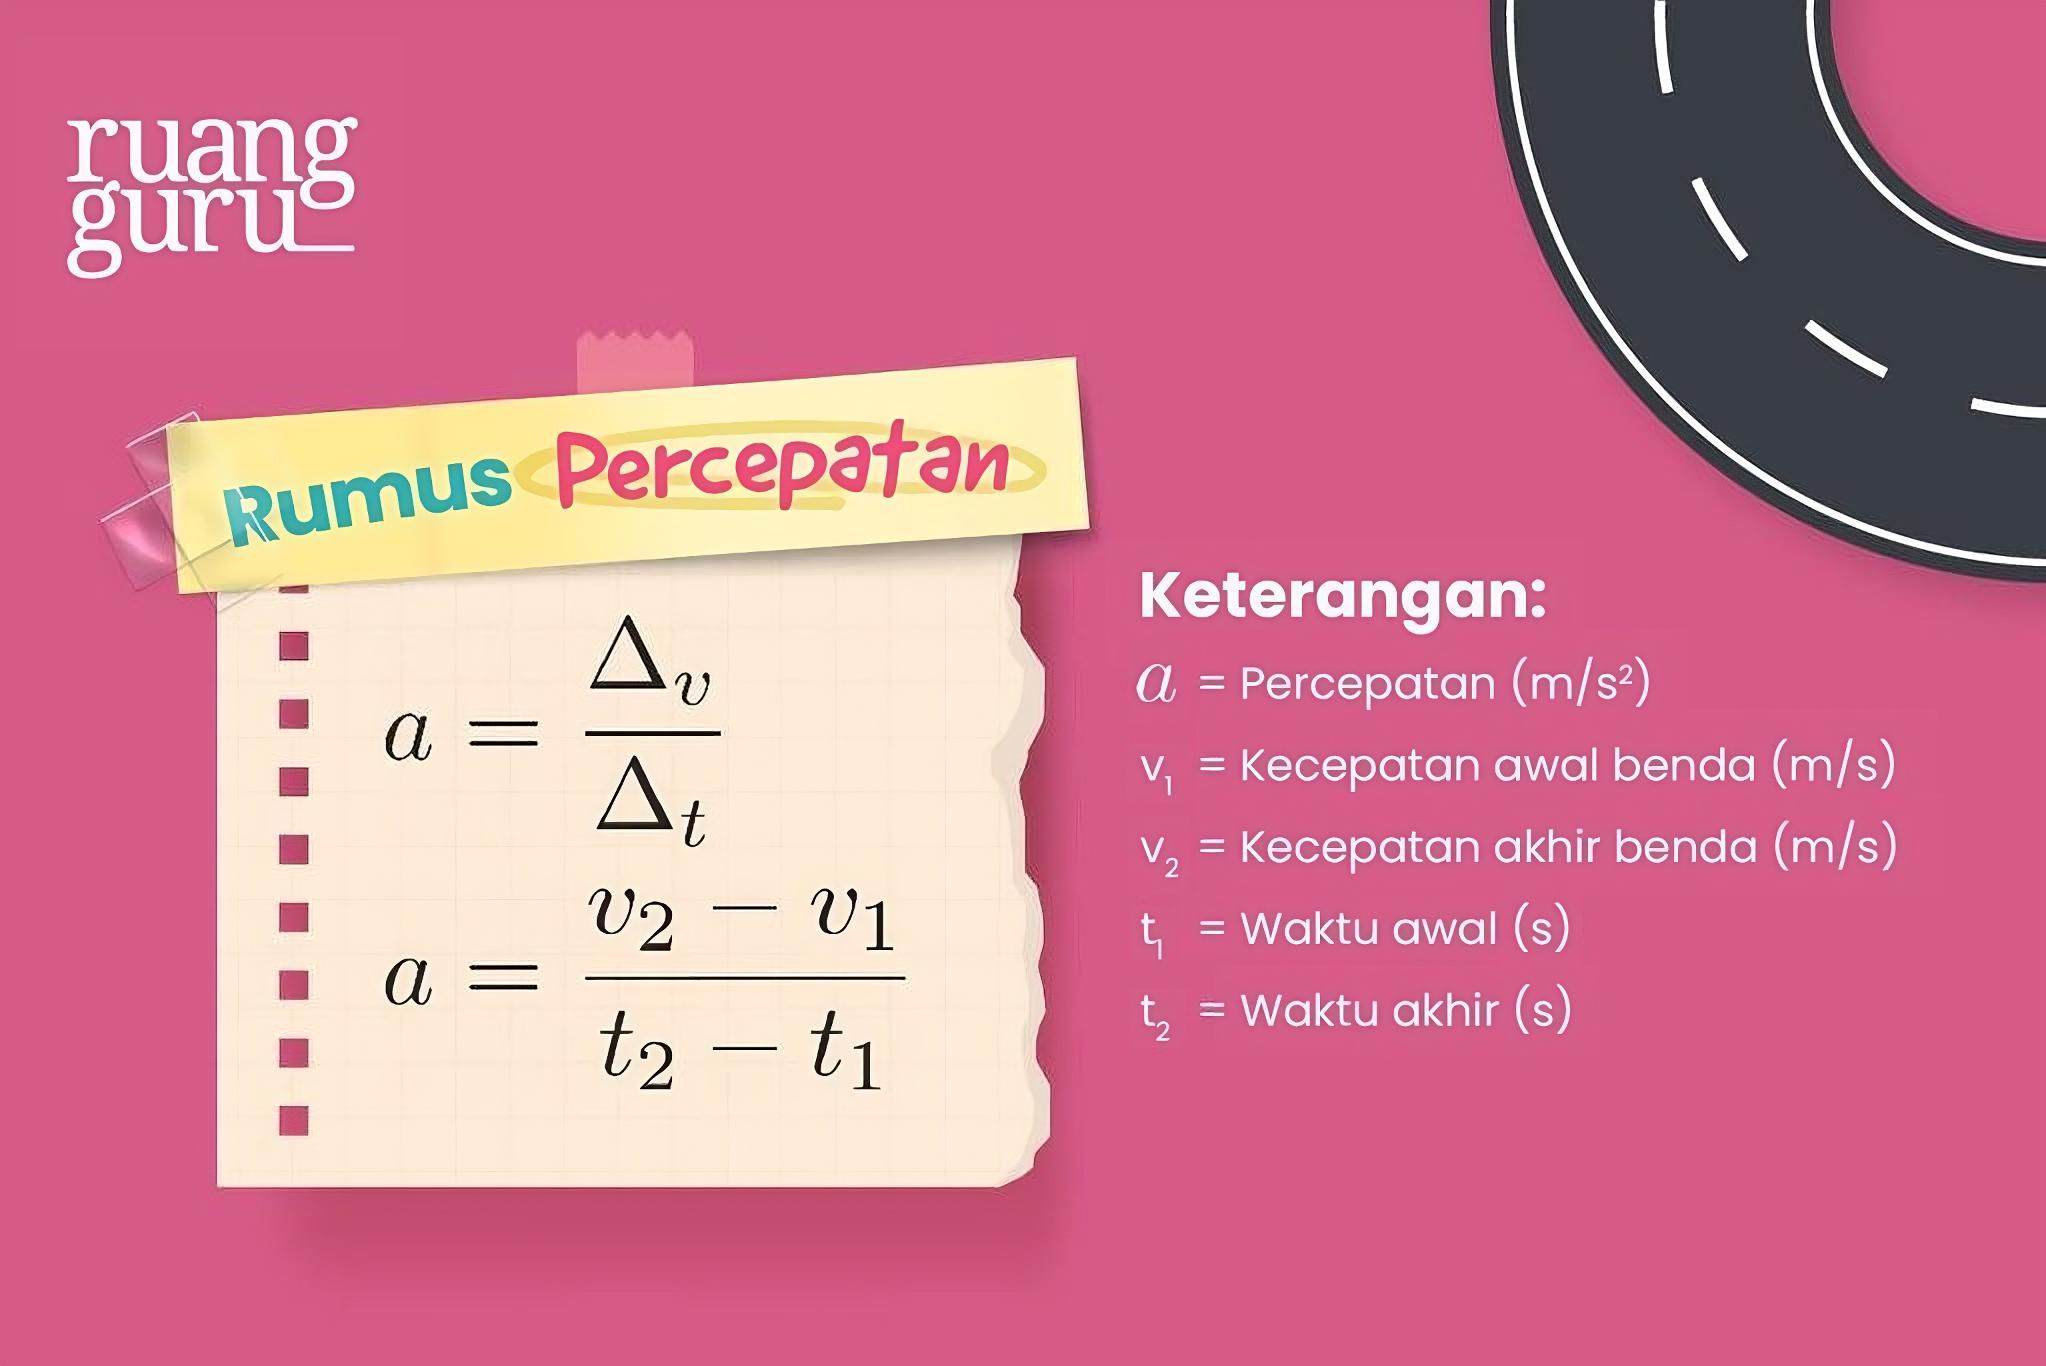 ruang
guru
Rumus Percepatan
a = Δv / Δt
a = v₂ − v₁ / t₂ − t₁
Keterangan:
a = Percepatan (m/s²)
v₁ = Kecepatan awal benda (m/s)
v₂ = Kecepatan akhir benda (m/s)
t₁ = Waktu awal (s)
t₂ = Waktu akhir (s)